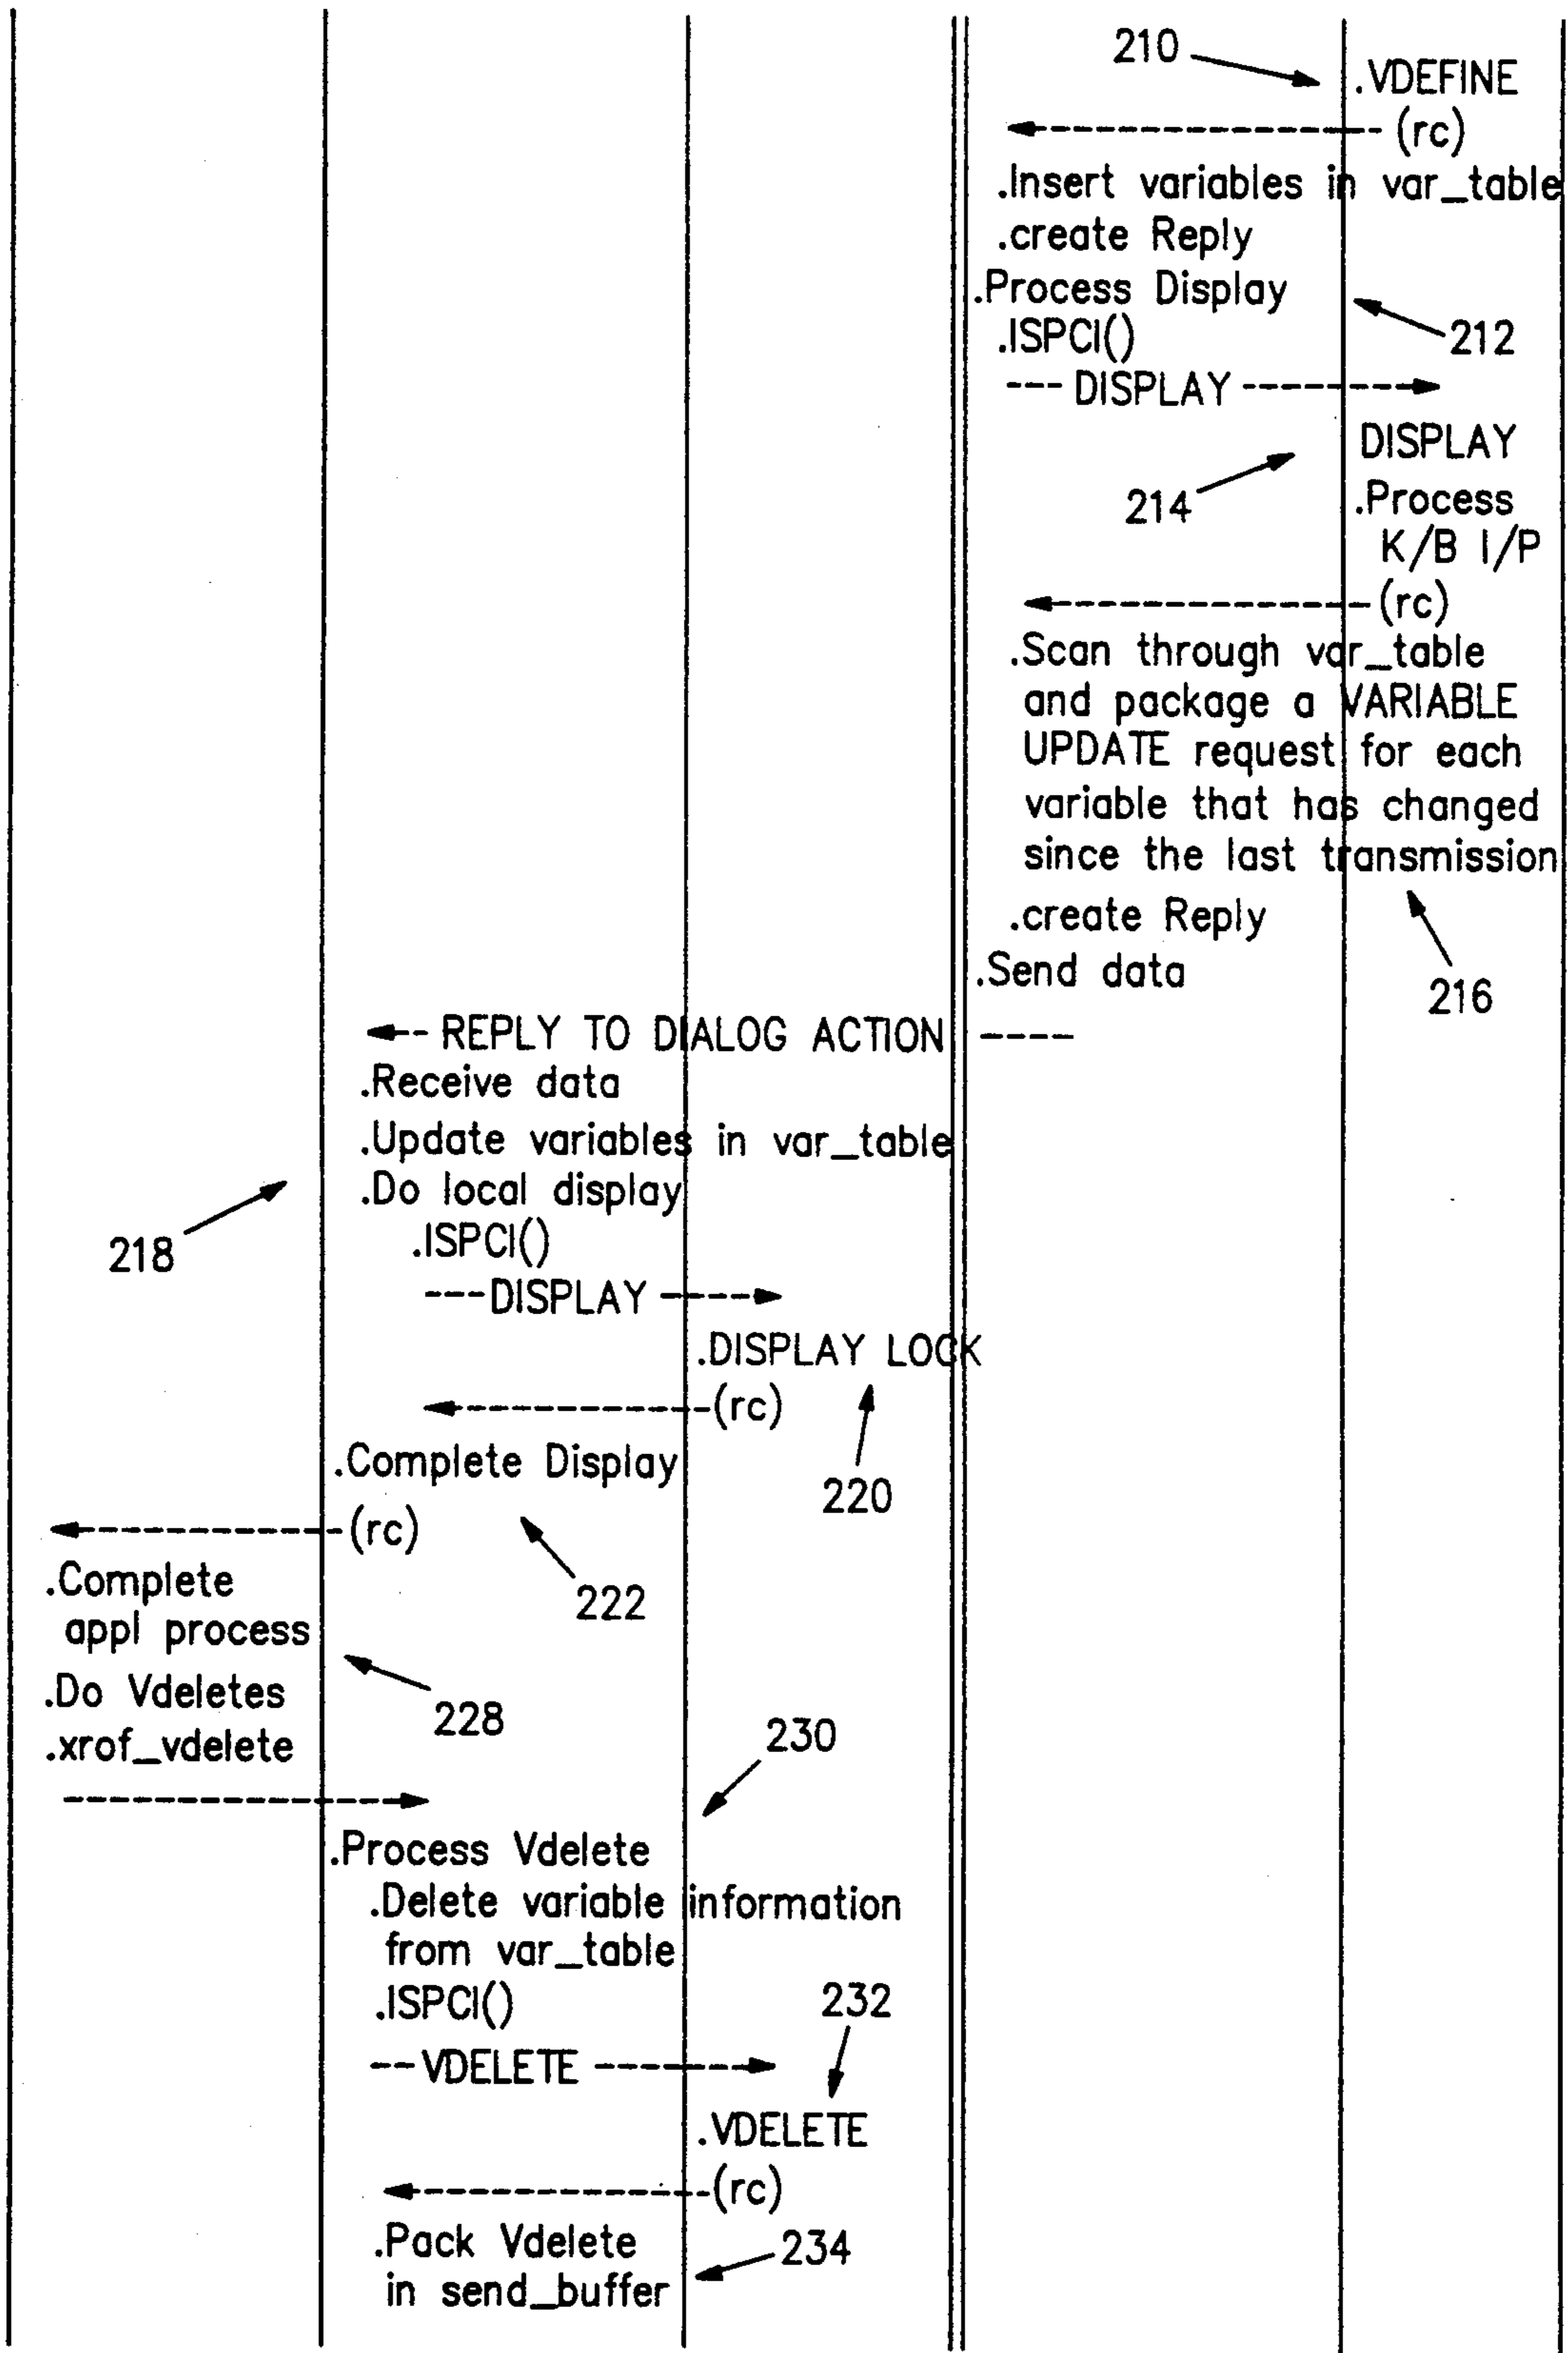 210
.VDEFINE
(rc)
.Insert variables in var_table
.create Reply
.Process Display
.ISPCI()
212
--- DISPLAY
DISPLAY
214
.Process
K/B I/P
(rc)
.Scan through var_table
and package a VARIABLE
UPDATE request for each
variable that has changed
since the last transmission
.create Reply
.Send data
216
REPLY TO DIALOG ACTION
.Receive data
.Update variables in var_table
.Do local display
218
.ISPCI()
---DISPLAY
.DISPLAY LOCK
(rc)
.Complete Display
220
(rc)
.Complete
appl process
222
.Do Vdeletes
228
.xrof_vdelete
230
.Process Vdelete
.Delete variable information
from var_table
.ISPCI()
232
--VDELETE
.VDELETE
(rc)
.Pack Vdelete
in send_buffer
234